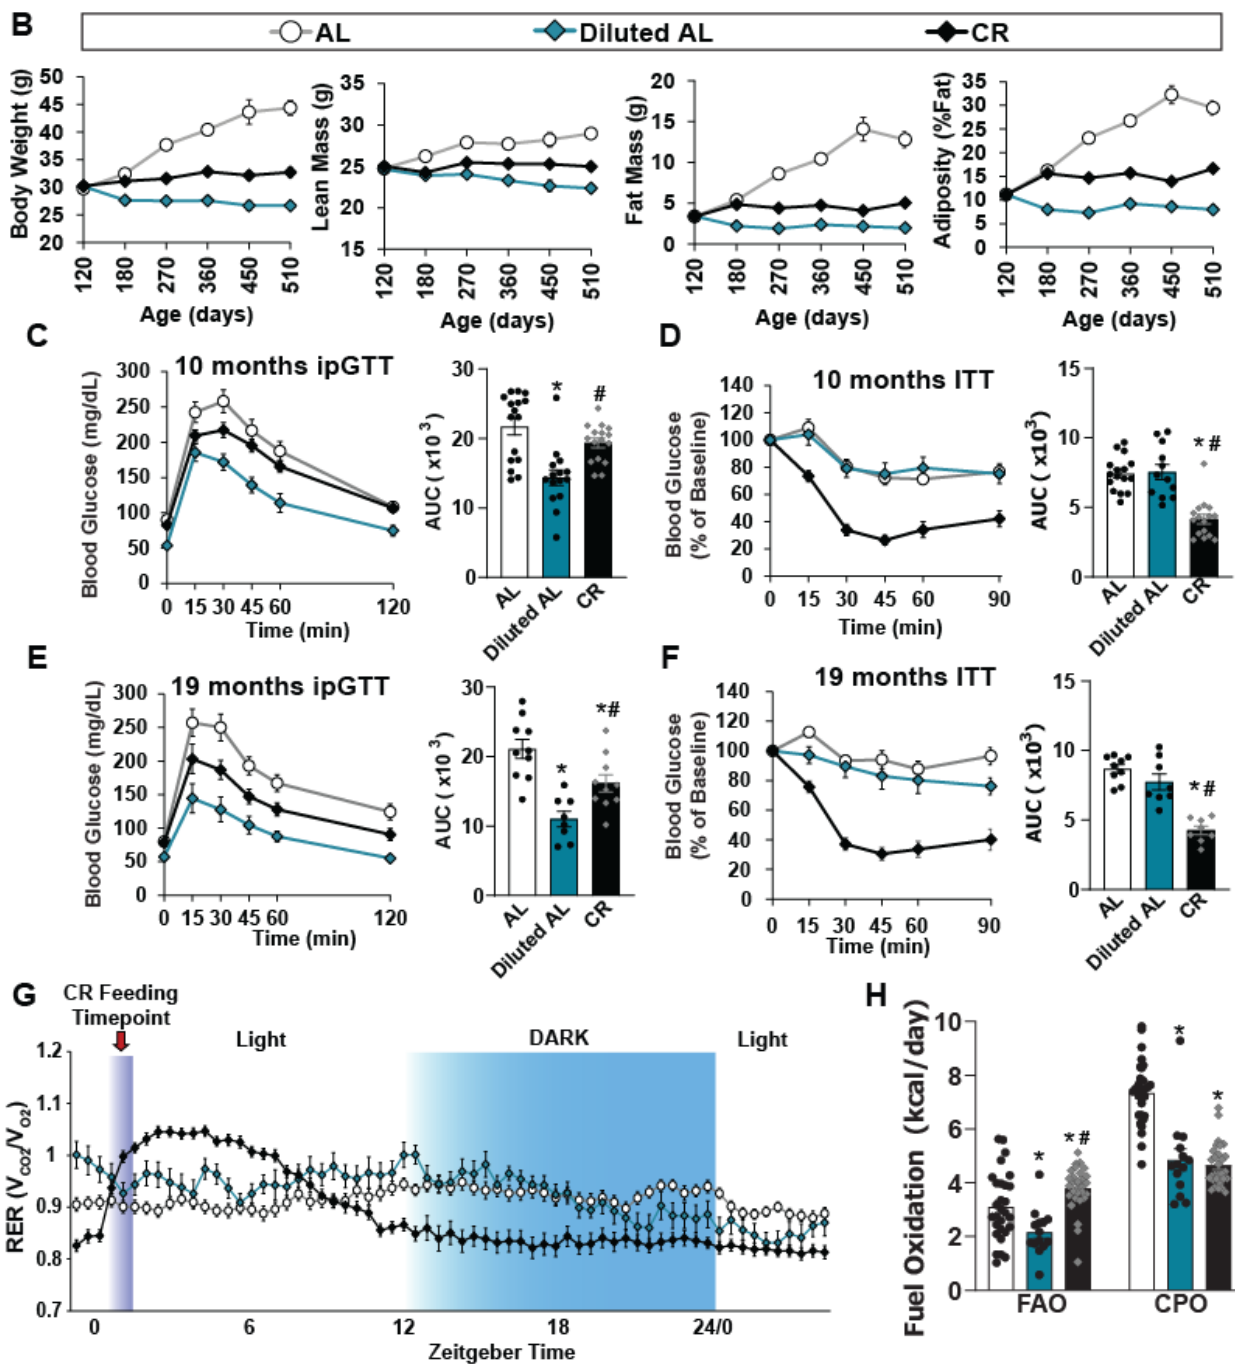 B
AL
Diluted AL
CR
Body Weight (g)
50
45
40
35
30
25
20
120
180
270
360
450
510
Age (days)
Lean Mass (g)
35
30
25
20
15
120
180
270
360
450
510
Age (days)
Fat Mass (g)
20
15
10
5
0
120
180
270
360
450
510
Age (days)
Adiposity (%Fat)
35
30
25
20
15
10
5
0
120
180
270
360
450
510
Age (days)
C
10 months ipGTT
Blood Glucose (mg/dL)
300
250
200
150
100
50
0
0 15 30 45 60 120
Time (min)
AUC ( x10³)
30
20
10
0
*
#
AL
Diluted AL
CR
D
10 months ITT
Blood Glucose
(% of Baseline)
140
120
100
80
60
40
20
0
0 15 30 45 60 90
Time (min)
AUC ( x10³)
15
10
5
0
* #
AL
Diluted AL
CR
E
19 months ipGTT
Blood Glucose (mg/dL)
300
250
200
150
100
50
0
0 15 30 45 60 120
Time (min)
AUC ( x10³)
30
20
10
0
*
*#
AL
Diluted AL
CR
F
19 months ITT
Blood Glucose
(% of Baseline)
140
120
100
80
60
40
20
0
0 15 30 45 60 90
Time (min)
AUC ( x10³)
15
10
5
0
* #
AL
Diluted AL
CR
G
CR Feeding
Timepoint
Light
DARK
Light
RER (VCO2/VO2)
1.2
1.1
1
0.9
0.8
0.7
0 6 12 18 24/0
Zeitgeber Time
H
Fuel Oxidation (kcal/day)
10
8
6
4
2
0
*
* #
*
*
FAO
CPO